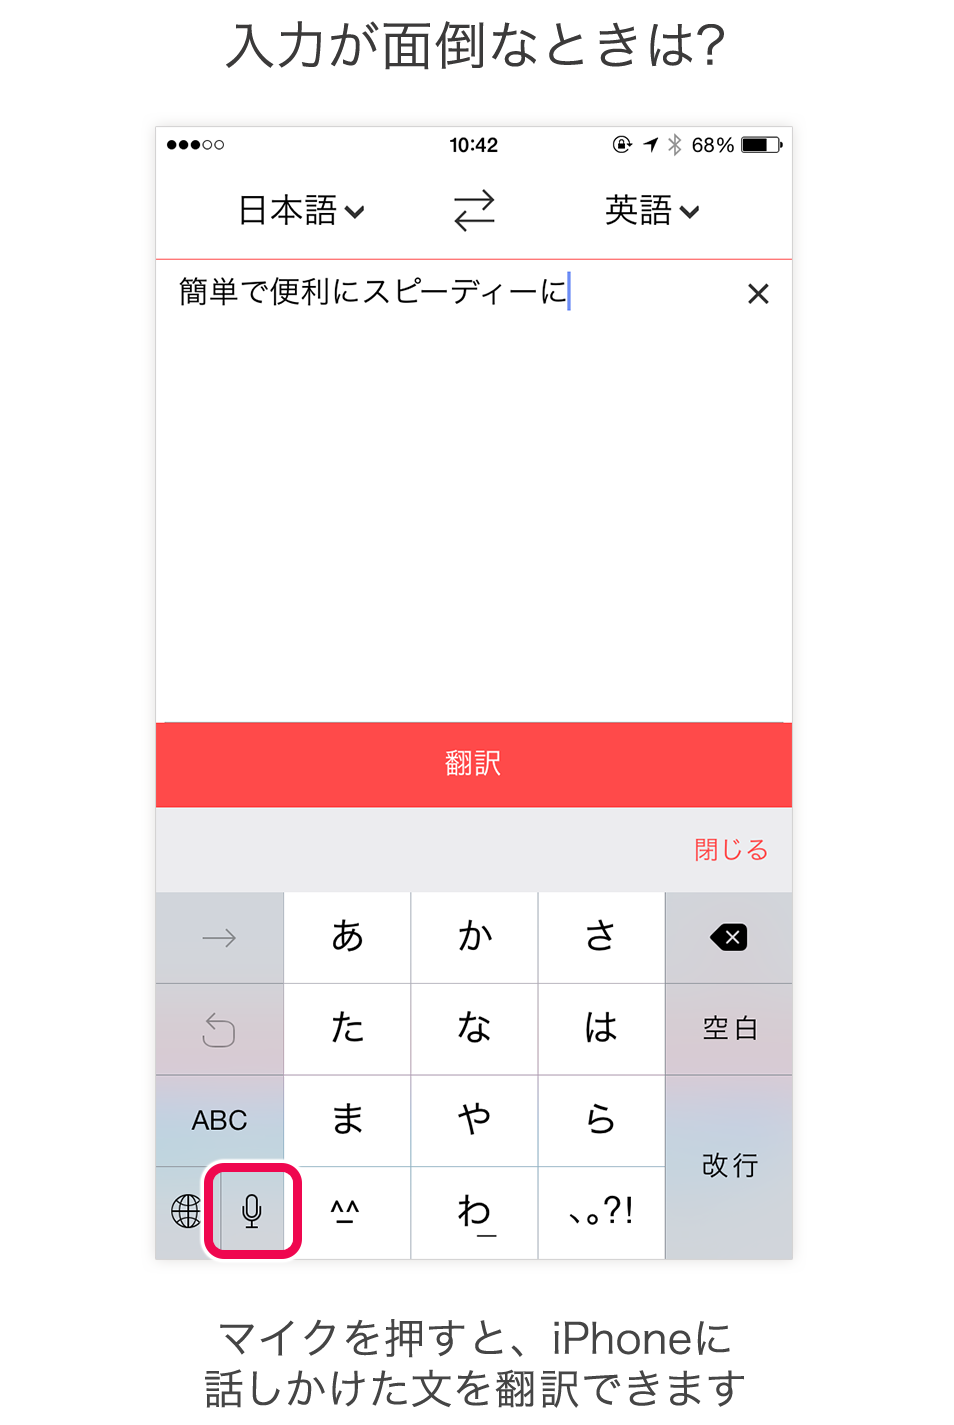 入力が面倒なときは?
10:42
68%
日本語
英語
簡単で便利にスピーディーに
翻訳
閉じる
あ
か
さ
た
な
は
空白
ABC
ま
や
ら
改行
^_^
わ_
、。?!
マイクを押すと、iPhoneに
話しかけた文を翻訳できます